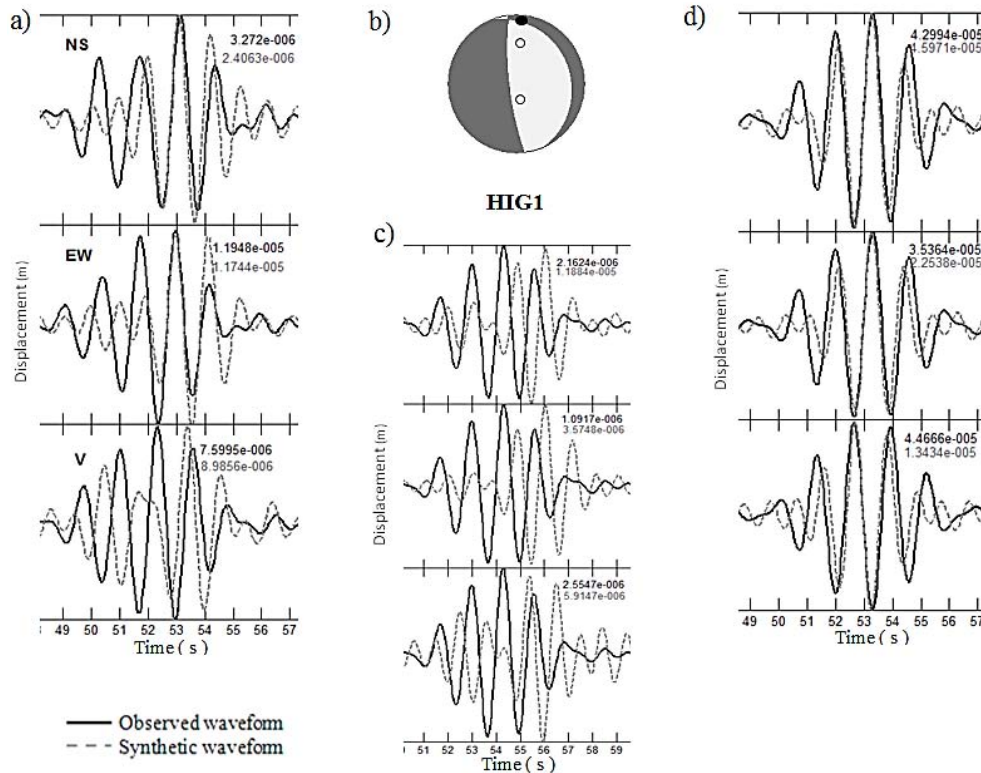 a)
NS
3.272e-006
2.4063e-006
EW
1.1948e-005
1.1744e-005
V
7.5995e-006
8.9856e-006
Displacement (m)
49 50 51 52 53 54 55 56 57
Time ( s )
Observed waveform
Synthetic waveform
b)
HIG1
c)
2.1624e-006
1.1884e-005
1.0917e-006
3.5748e-006
2.5547e-006
5.9147e-006
Displacement (m)
51 52 53 54 55 56 57 58 59
Time ( s )
d)
4.2994e-005
4.5971e-005
3.5364e-005
2.2538e-005
4.4666e-005
1.3434e-005
Displacement (m)
49 50 51 52 53 54 55 56 57
Time ( s )